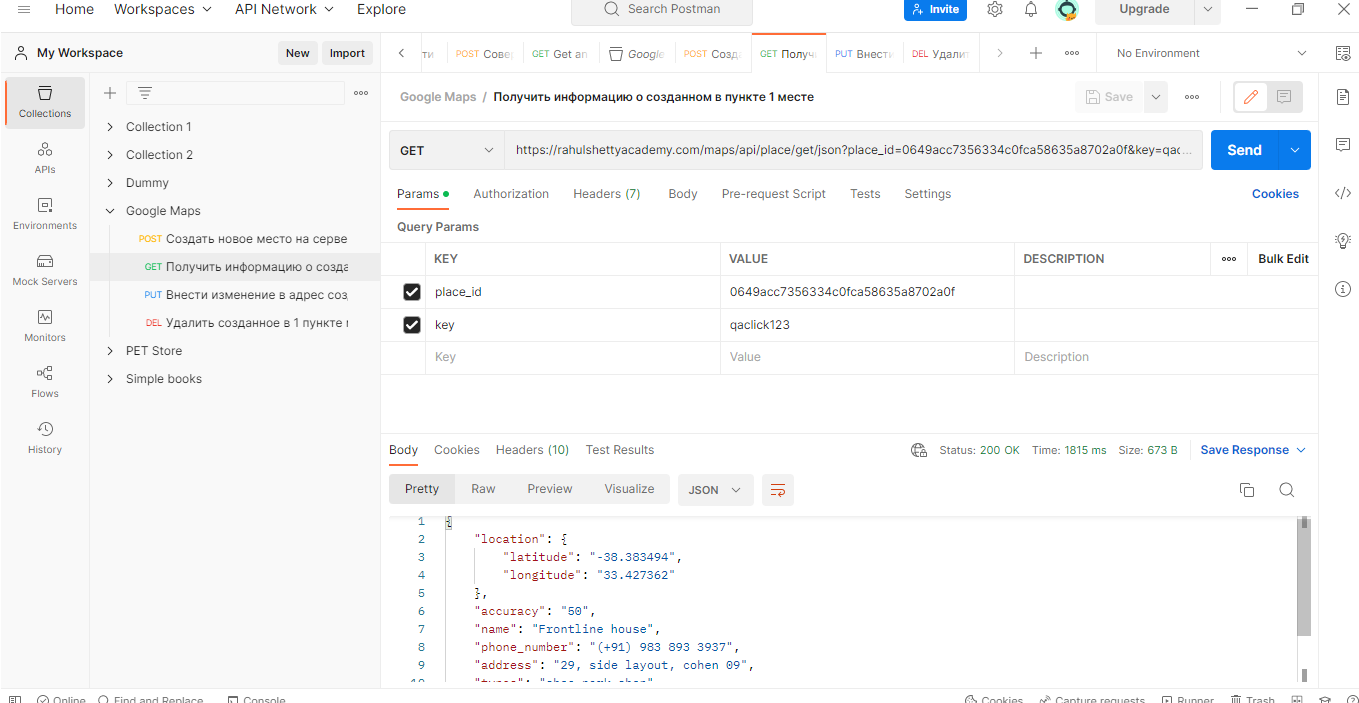 Home Workspaces API Network Explore Search Postman Invite Upgrade
My Workspace New Import
ти POST Сове GET Get an Google POST Созд GET Получ PUT Внести DEL Удалит No Environment
Collections
APIs
Environments
Mock Servers
Monitors
Flows
History
Collection 1
Collection 2
Dummy
Google Maps
POST Создать новое место на серве
GET Получить информацию о созда
PUT Внести изменение в адрес соз
DEL Удалить созданное в 1 пункте
PET Store
Simple books
Google Maps / Получить информацию о созданном в пункте 1 месте Save
GET https://rahulshettyacademy.com/maps/api/place/get/json?place_id=0649acc7356334c0fca58635a8702a0f&key=qac... Send
Params Authorization Headers (7) Body Pre-request Script Tests Settings Cookies
Query Params
KEY VALUE DESCRIPTION Bulk Edit
place_id 0649acc7356334c0fca58635a8702a0f
key qaclick123
Key Value Description
Body Cookies Headers (10) Test Results Status: 200 OK Time: 1815 ms Size: 673 B Save Response
Pretty Raw Preview Visualize JSON
1 {
2 "location": {
3 "latitude": "-38.383494",
4 "longitude": "33.427362"
5 },
6 "accuracy": "50",
7 "name": "Frontline house",
8 "phone_number": "(+91) 983 893 3937",
9 "address": "29, side layout, cohen 09",
10 "types": "shoe park,shop"
Online Find and Replace Console Cookies Capture requests Runner Trash